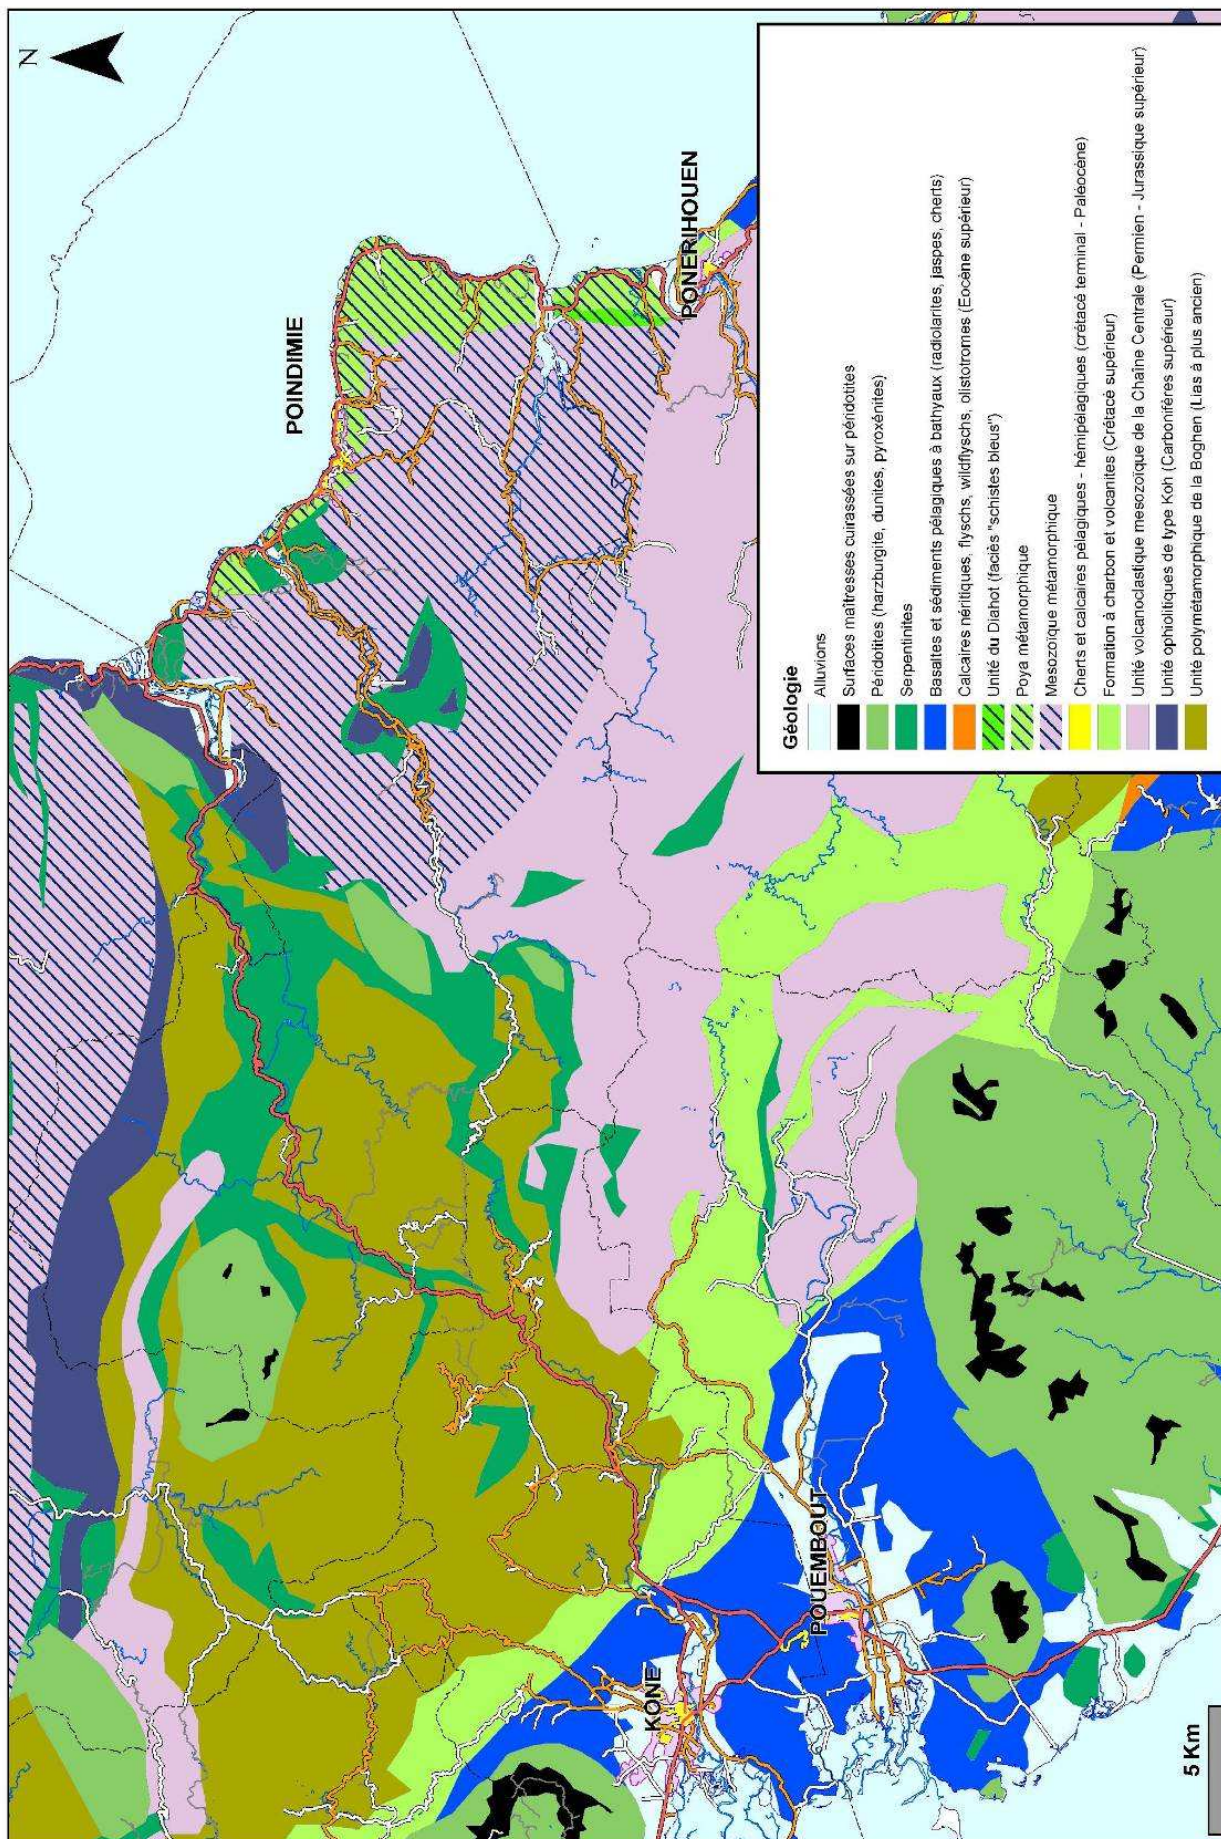 N
POINDIMIE
PONERIHOUEN
KONE
POUEMBOUT
5 Km
Géologie
Alluvions
Surfaces maîtresses cuirassées sur péridotites
Péridotites (harzburgite, dunites, pyroxénites)
Serpentinites
Basaltes et sédiments pélagiques à bathyaux (radiolarites, jaspes, cherts)
Calcaires néritiques, flyschs, wildflyschs, olistotromes (Eocène supérieur)
Unité du Diahot (faciès "schistes bleus")
Poya métamorphique
Mesozoïque métamorphique
Cherts et calcaires pélagiques - hémipélagiques (crétacé terminal - Paleocène)
Formation à charbon et volcanites (Crétacé supérieur)
Unité volcanoclastique mesozoïque de la Chaîne Centrale (Permien - Jurassique supérieur)
Unité ophiolitiques de type Koh (Carbonifères supérieur)
Unité polymétamorphique de la Boghen (Lias à plus ancien)